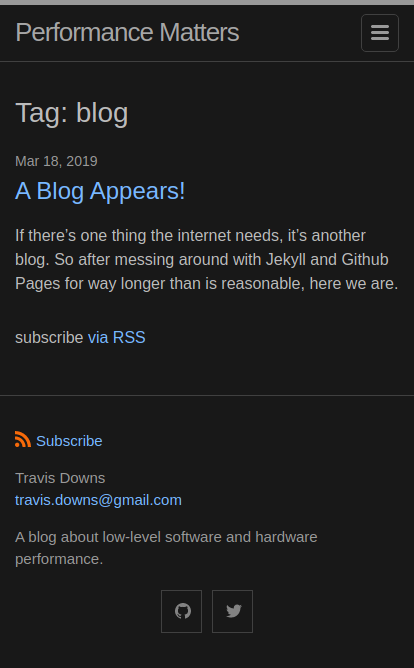 Performance Matters
Tag: blog
Mar 18, 2019
A Blog Appears!
If there’s one thing the internet needs, it’s another
blog. So after messing around with Jekyll and Github
Pages for way longer than is reasonable, here we are.
subscribe via RSS
Subscribe
Travis Downs
travis.downs@gmail.com
A blog about low-level software and hardware
performance.